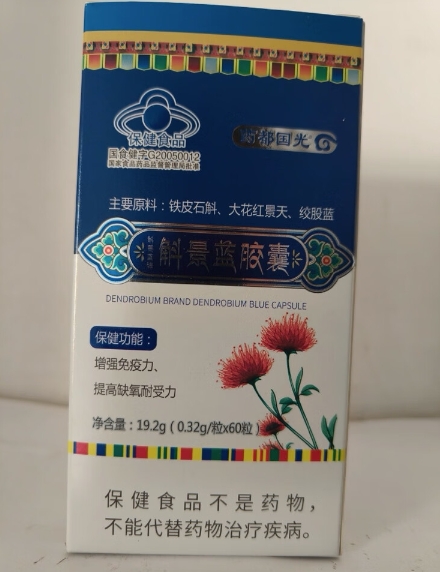 保健食品
国食健字G20050012
国家食品药品监督管理局批准
药都国光
主要原料：铁皮石斛、大花红景天、绞股蓝
斛景蓝胶囊
DENDROBIUM BRAND DENDROBIUM BLUE CAPSULE
保健功能：
增强免疫力、
提高缺氧耐受力
净含量：19.2g（0.32g/粒x60粒）
保健食品不是药物，
不能代替药物治疗疾病。